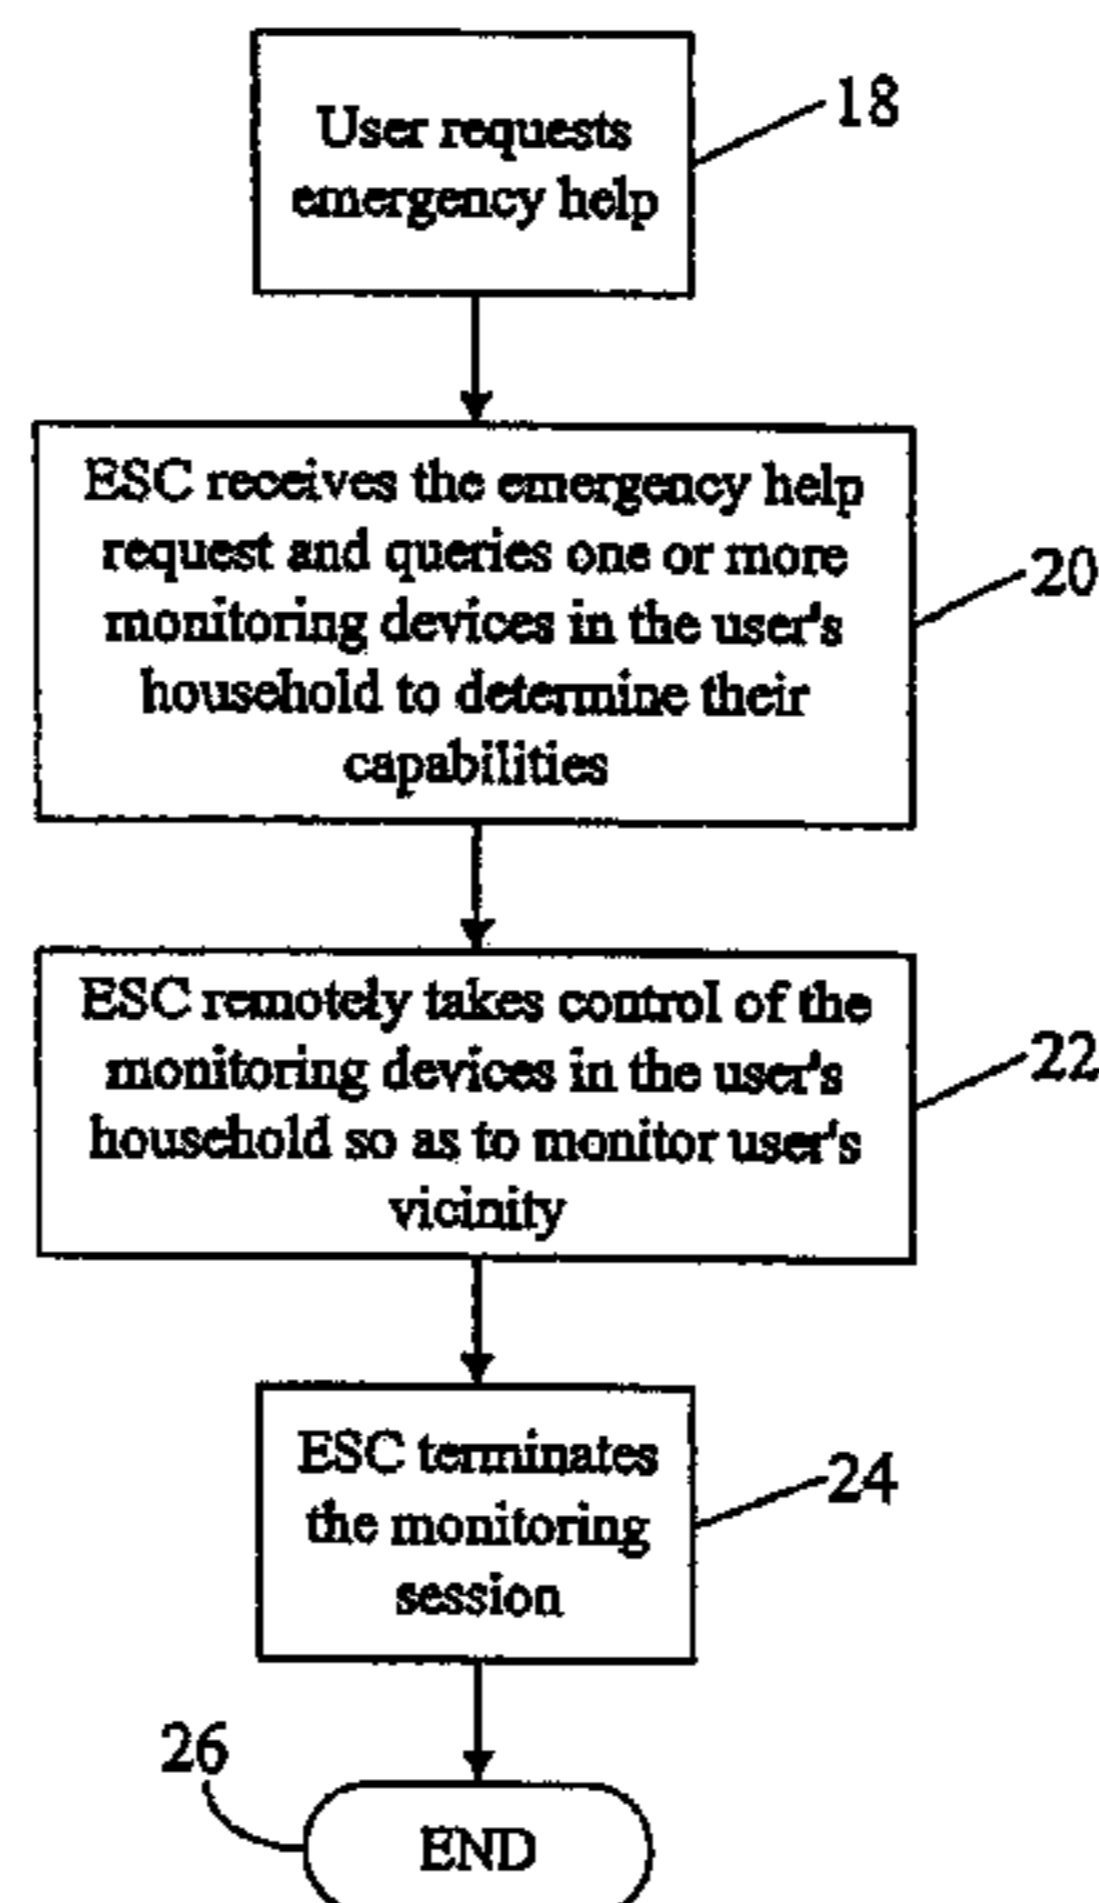 User requests
emergency help
18
ESC receives the emergency help
request and queries one or more
monitoring devices in the user's
household to determine their
capabilities
20
ESC remotely takes control of the
monitoring devices in the user's
household so as to monitor user's
vicinity
22
ESC terminates
the monitoring
session
24
26
END